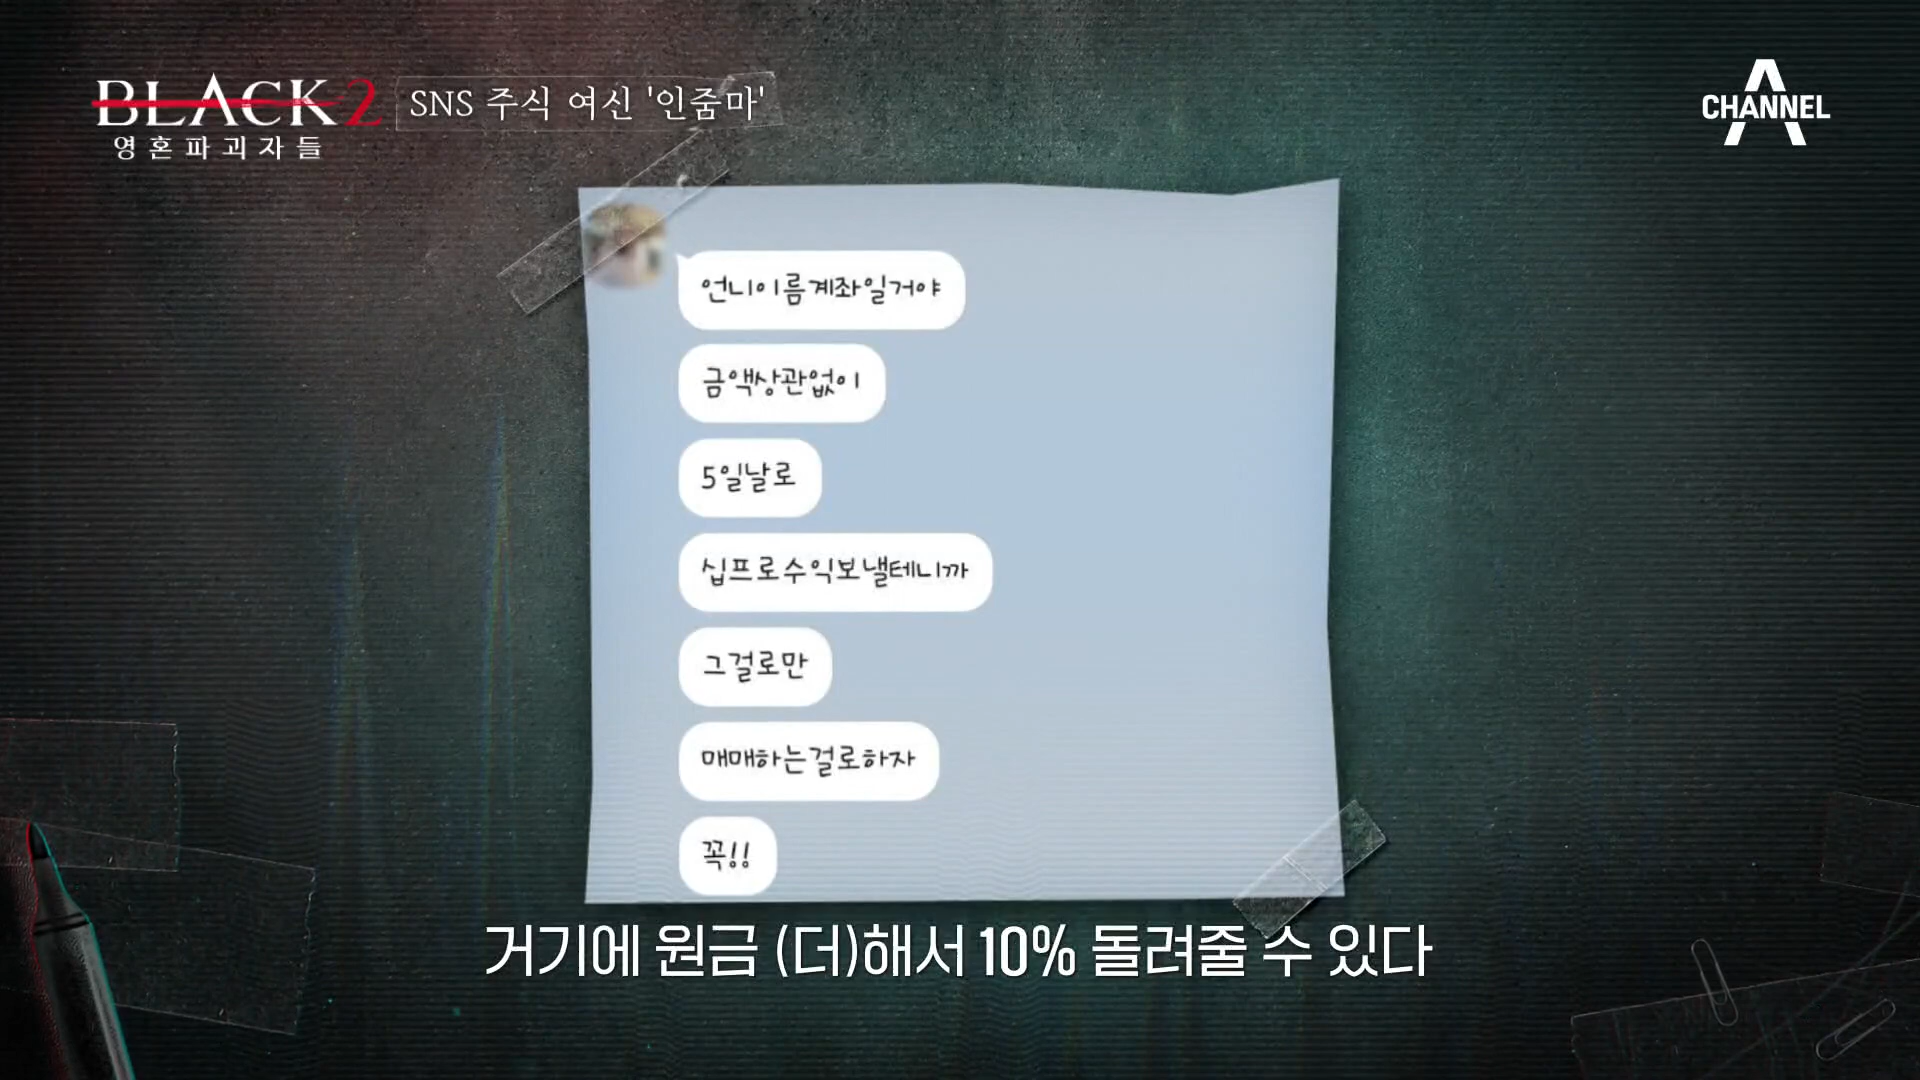 BLACK2
영혼파괴자들
SNS 주식 여신 '인줌마'
CHANNEL A
언니이름계좌일거야
금액상관없이
5일날로
십프로수익보낼테니까
그걸로만
매매하는걸로하자
꼭!!
거기에 원금 (더)해서 10% 돌려줄 수 있다